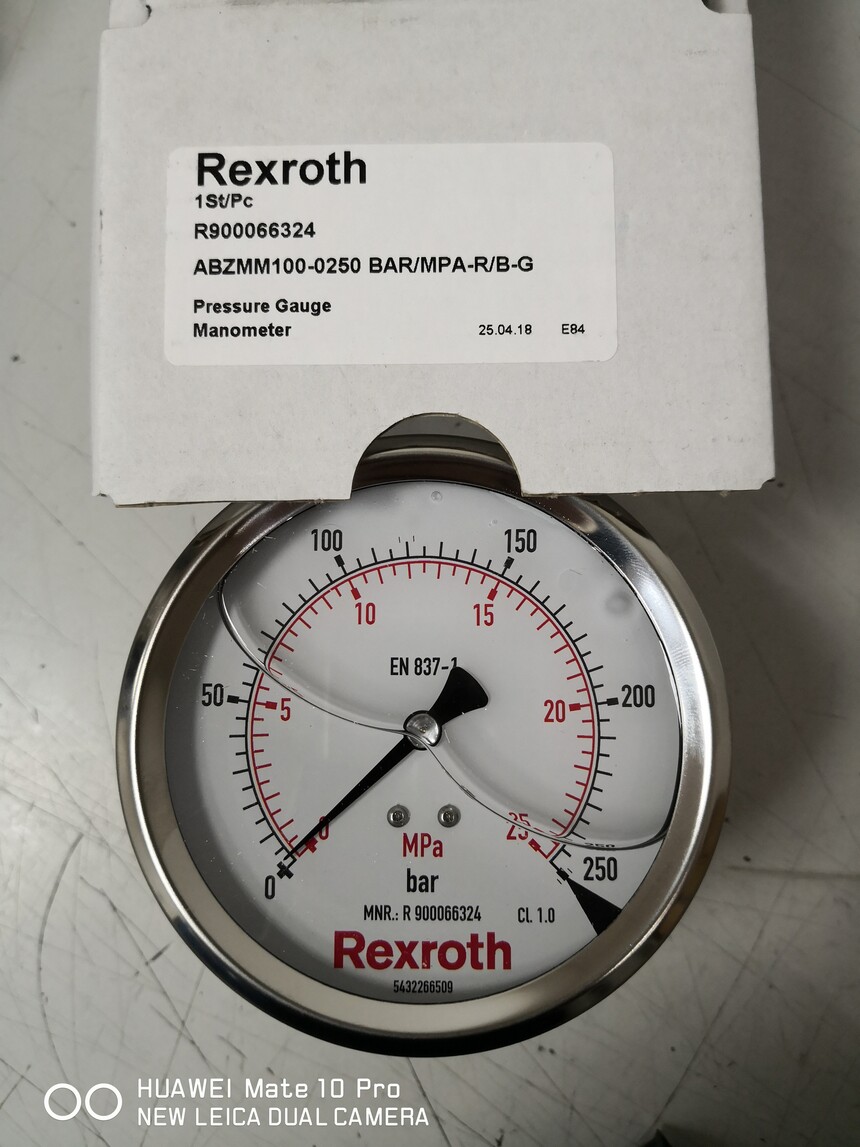 Rexroth
1St/Pc
R900066324
ABZMM100-0250 BAR/MPA-R/B-G
Pressure Gauge
Manometer 25.04.18 E84
100 150
10 15
EN 837-1
50 5 20 200
0 25
MPa
0 bar 250
MNR.: R 900066324 Cl. 1.0
Rexroth
5432266509
HUAWEI Mate 10 Pro
NEW LEICA DUAL CAMERA